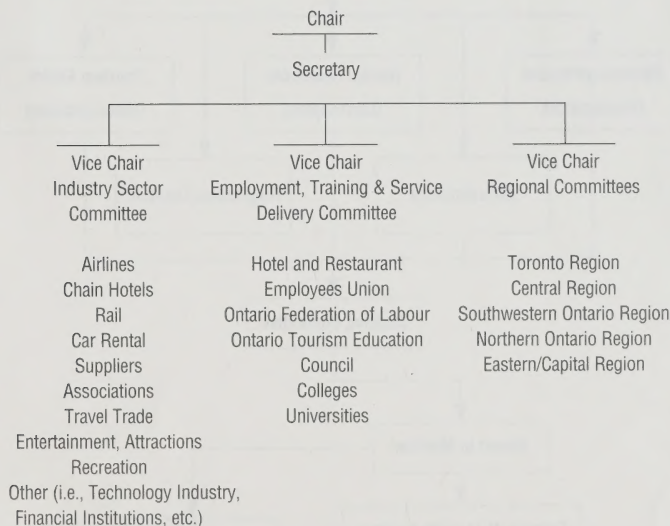 Chair
Secretary
Vice Chair
Industry Sector
Committee
Airlines
Chain Hotels
Rail
Car Rental
Suppliers
Associations
Travel Trade
Entertainment, Attractions
Recreation
Other (i.e., Technology Industry,
Financial Institutions, etc.)
Vice Chair
Employment, Training & Service
Delivery Committee
Hotel and Restaurant
Employees Union
Ontario Federation of Labour
Ontario Tourism Education
Council
Colleges
Universities
Vice Chair
Regional Committees
Toronto Region
Central Region
Southwestern Ontario Region
Northern Ontario Region
Eastern/Capital Region